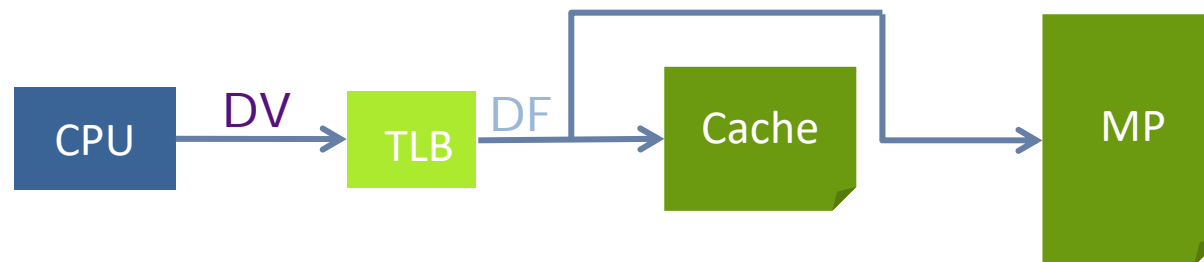 CPU
DV
TLB
DF
Cache
MP